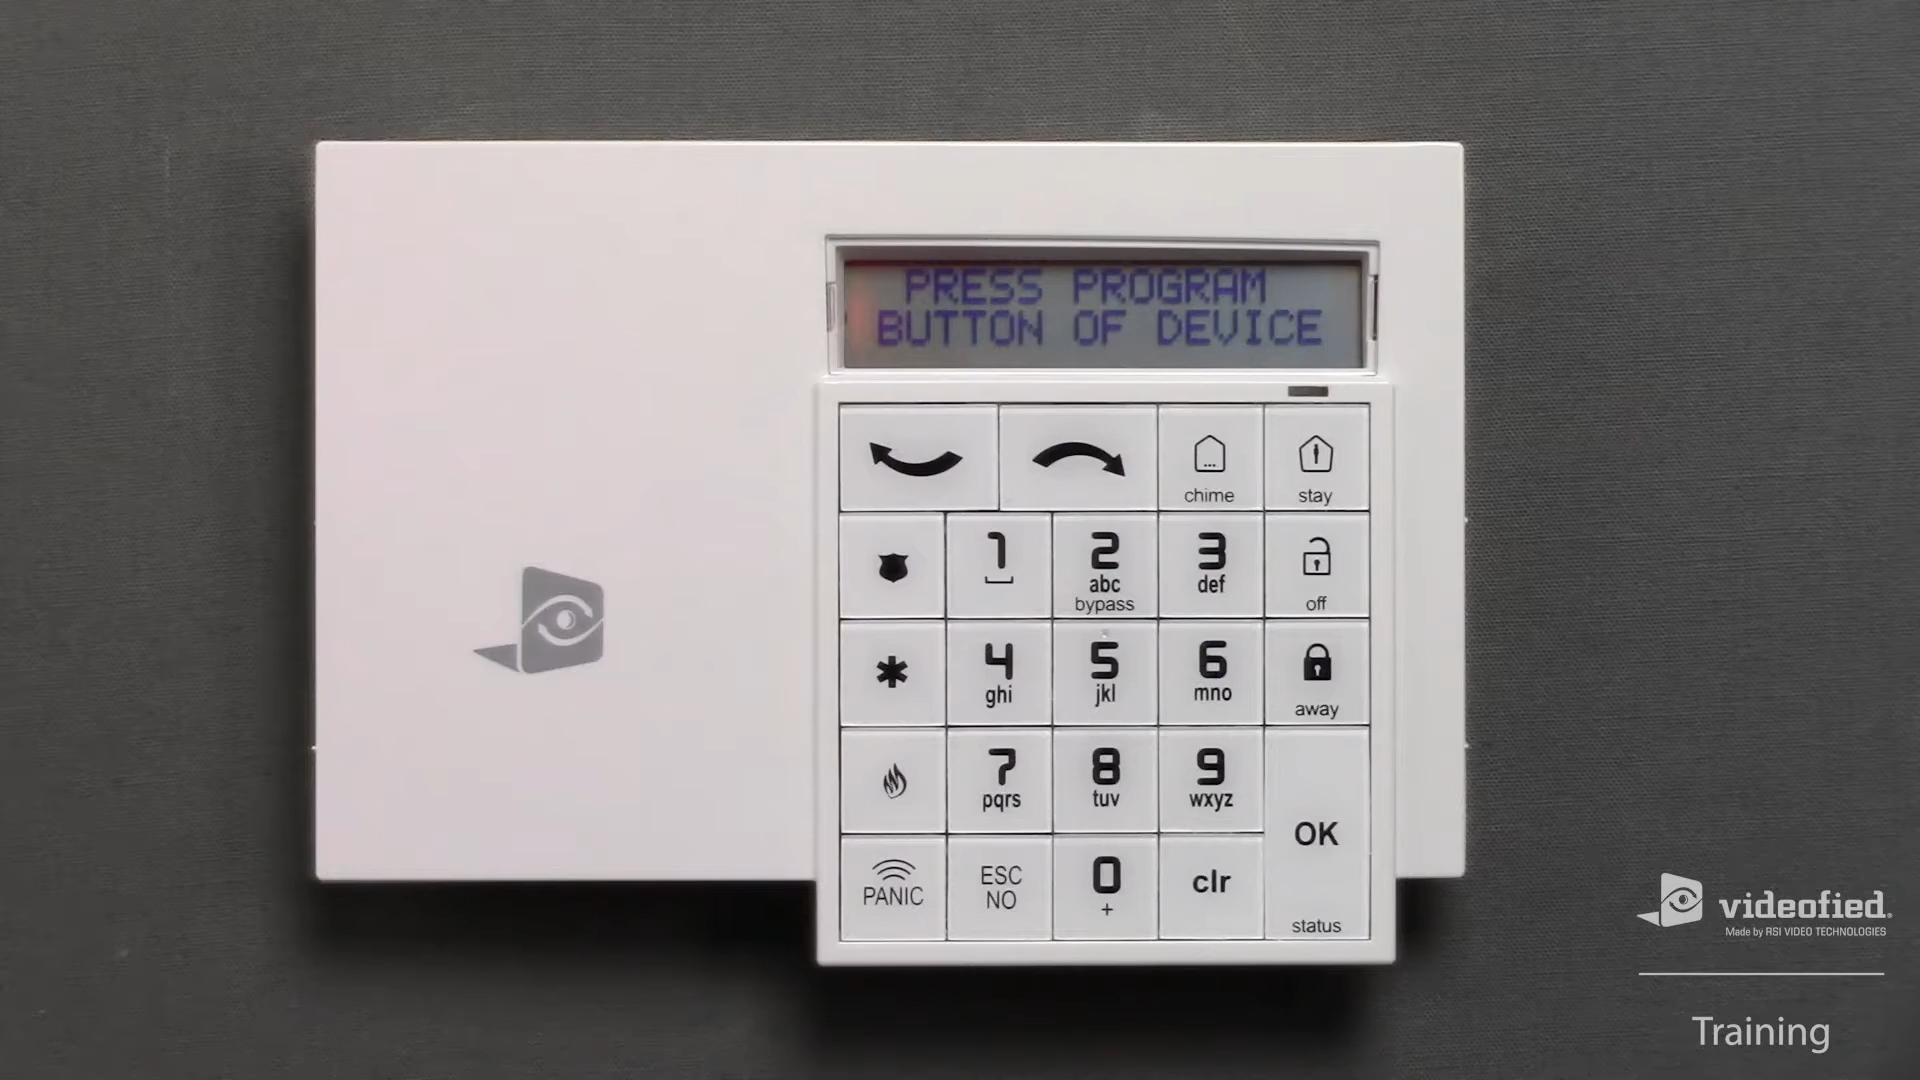 PRESS PROGRAM
BUTTON OF DEVICE
chime
stay
1
2
abc
bypass
3
def
off
*
4
ghi
5
jkl
6
mno
away
7
pqrs
8
tuv
9
wxyz
OK
status
PANIC
ESC
NO
0
+
clr
videofied®
Made by RSI VIDEO TECHNOLOGIES
Training